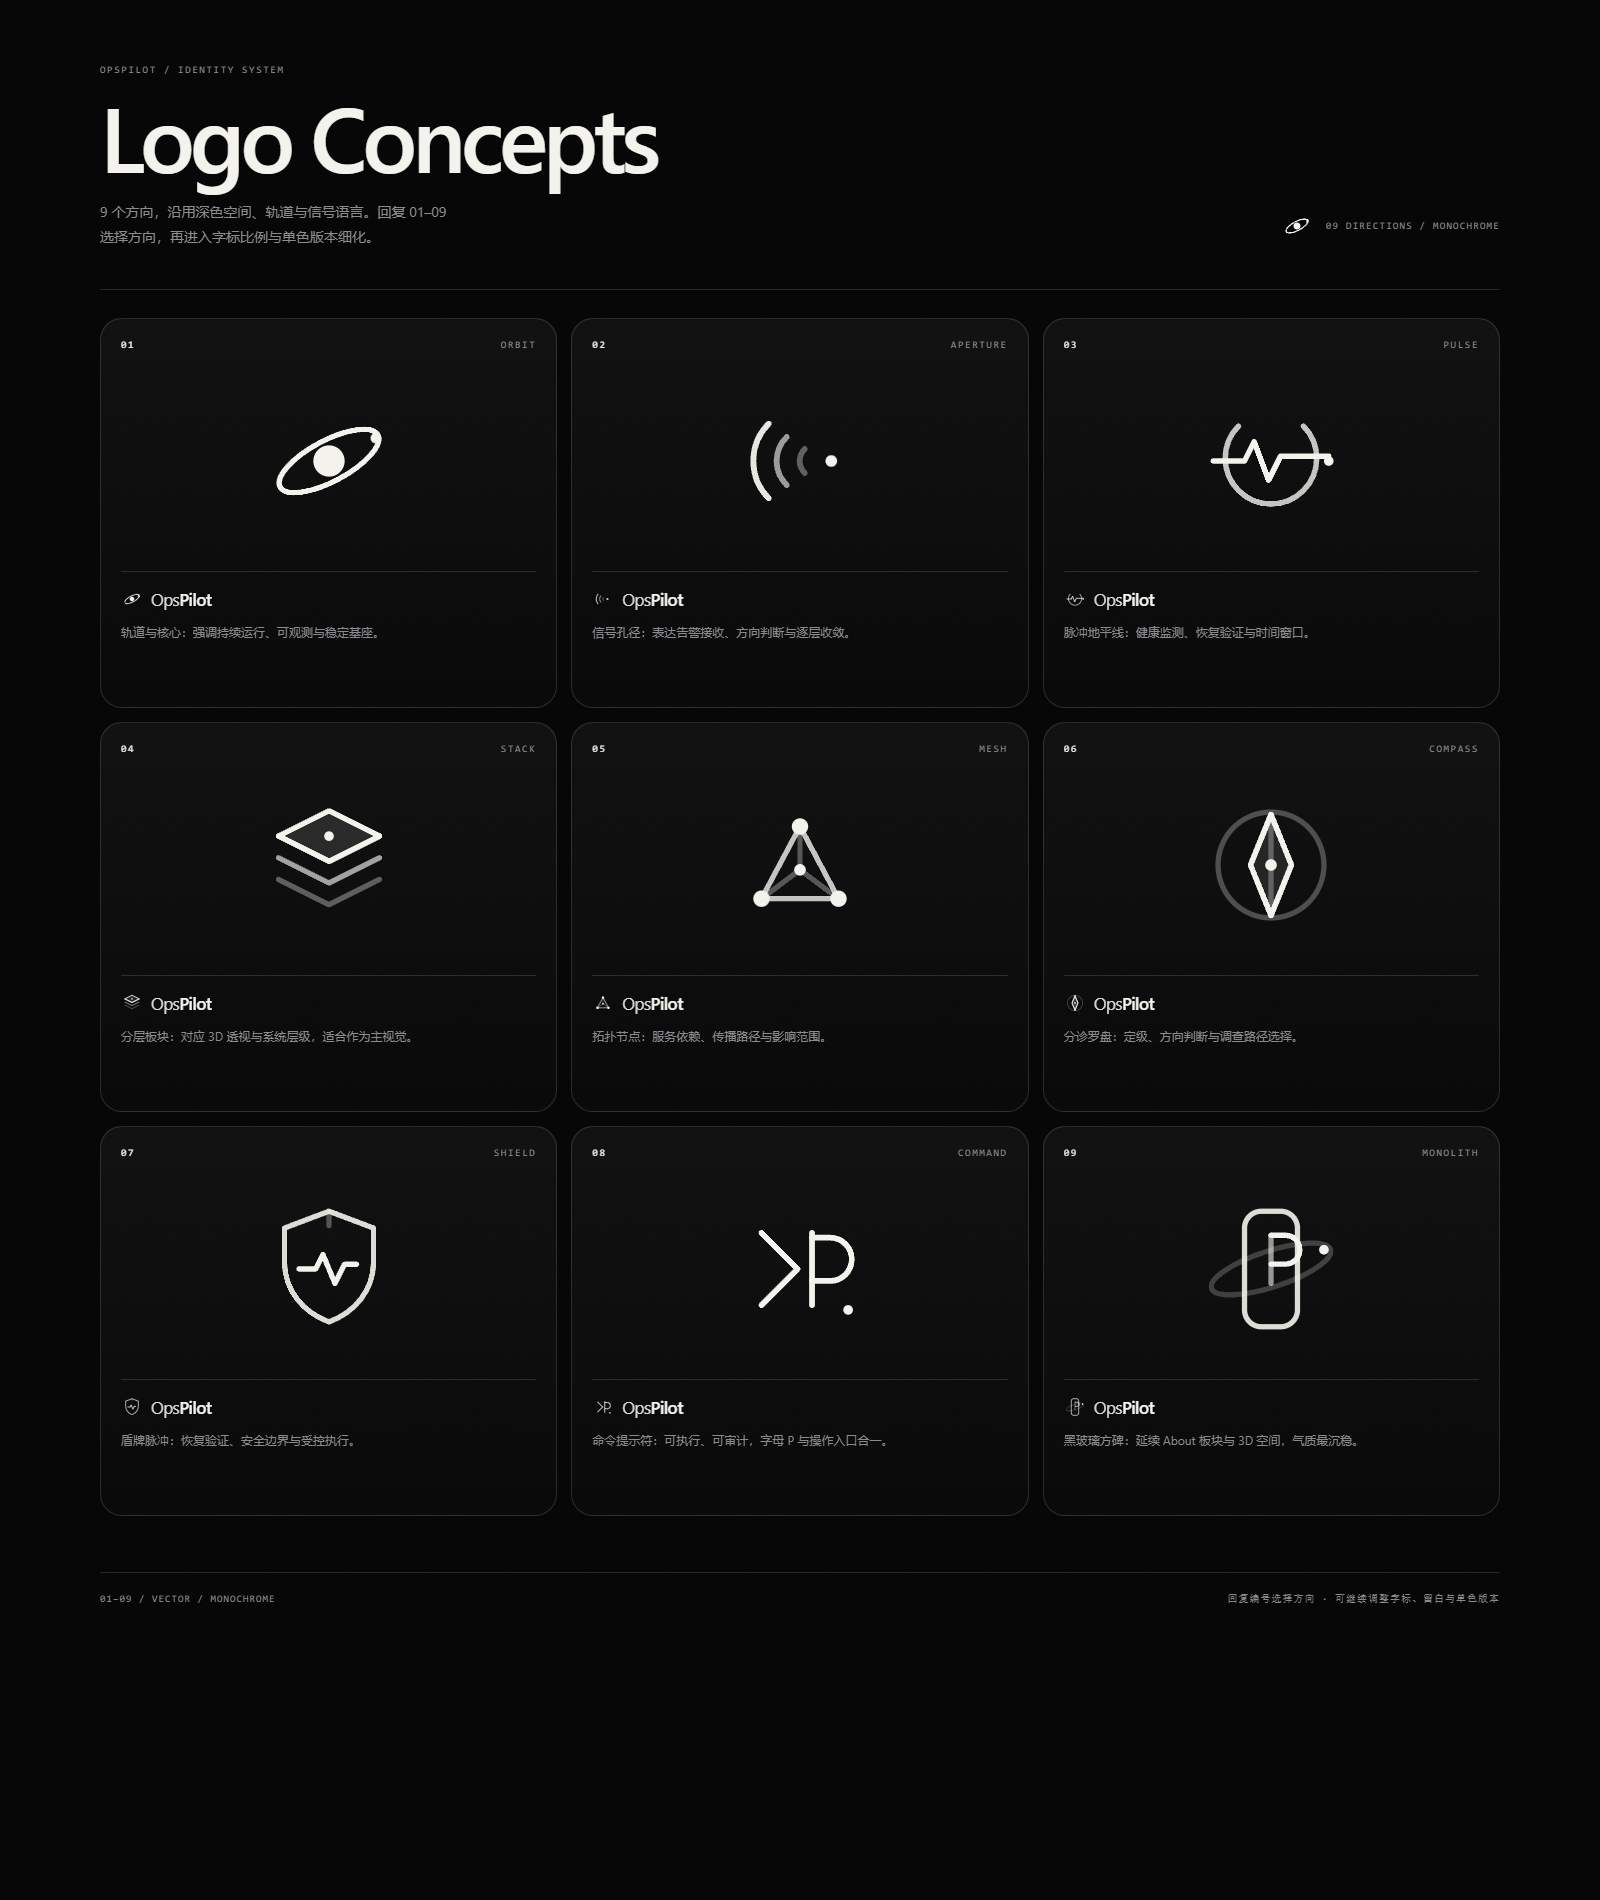 OPSPILOT / IDENTITY SYSTEM
Logo Concepts
9 个方向，沿用深色空间、轨道与信号语言。回复 01–09
选择方向，再进入字标比例与单色版本细化。
09 DIRECTIONS / MONOCHROME
01
ORBIT
OpsPilot
轨道与核心：强调持续运行、可观测与稳定基座。
02
APERTURE
OpsPilot
信号孔径：表达告警接收、方向判断与逐层收敛。
03
PULSE
OpsPilot
脉冲地平线：健康监测、恢复验证与时间窗口。
04
STACK
OpsPilot
分层板块：对应 3D 透视与系统层级，适合作为主视觉。
05
MESH
OpsPilot
拓扑节点：服务依赖、传播路径与影响范围。
06
COMPASS
OpsPilot
分诊罗盘：定级、方向判断与调查路径选择。
07
SHIELD
OpsPilot
盾牌脉冲：恢复验证、安全边界与受控执行。
08
COMMAND
P
OpsPilot
命令提示符：可执行、可审计，字母 P 与操作入口合一。
09
MONOLITH
P
OpsPilot
黑玻璃方碑：延续 About 板块与 3D 空间，气质最沉稳。
01–09 / VECTOR / MONOCHROME
回复编号选择方向 · 可继续调整字标、留白与单色版本